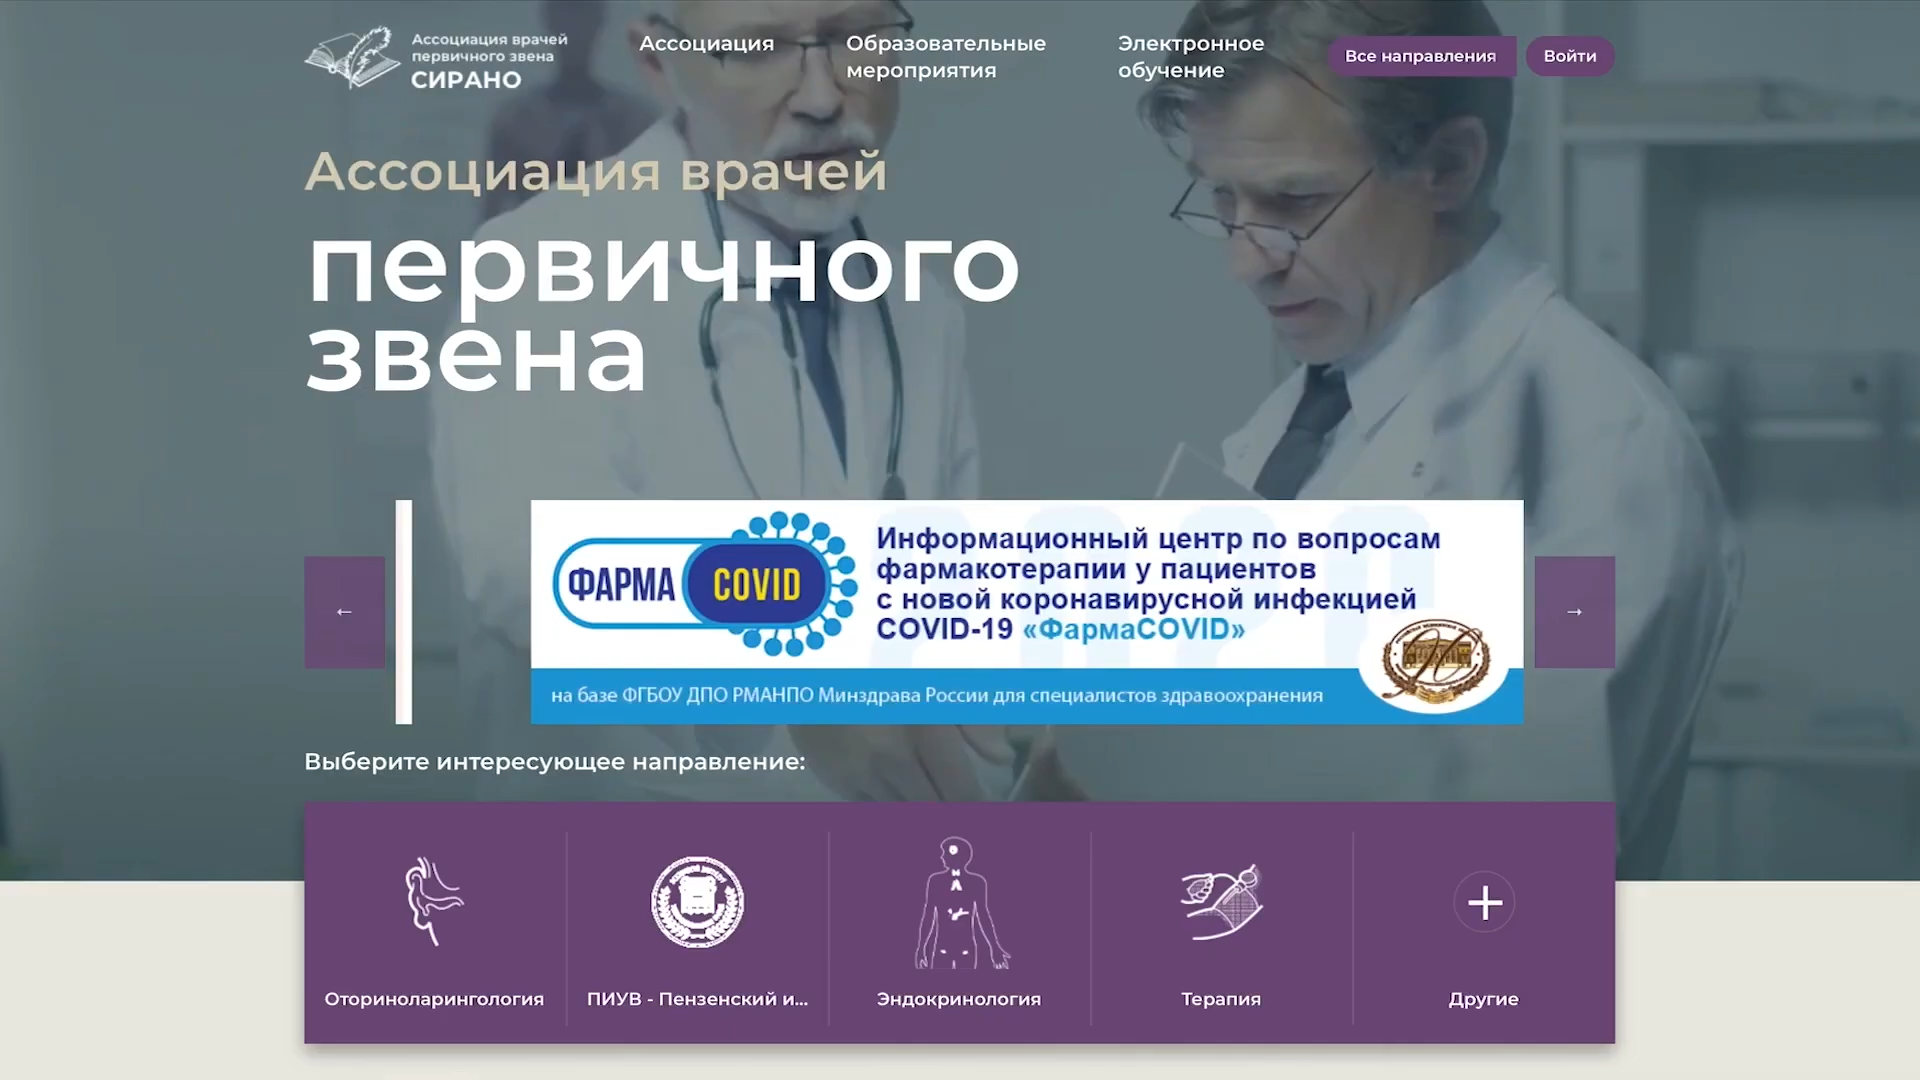 Ассоциация врачей
первичного звена
СИРАНО
Ассоциация
Образовательные
мероприятия
Электронное
обучение
Все направления
Войти
Ассоциация врачей
первичного
звена
←
ФАРМА COVID
Информационный центр по вопросам
фармакотерапии у пациентов
с новой коронавирусной инфекцией
COVID-19 «ФармаCOVID»
на базе ФГБОУ ДПО РМАНПО Минздрава России для специалистов здравоохранения
→
Выберите интересующее направление:
Оториноларингология
ПИУВ - Пензенский и...
Эндокринология
Терапия
Другие